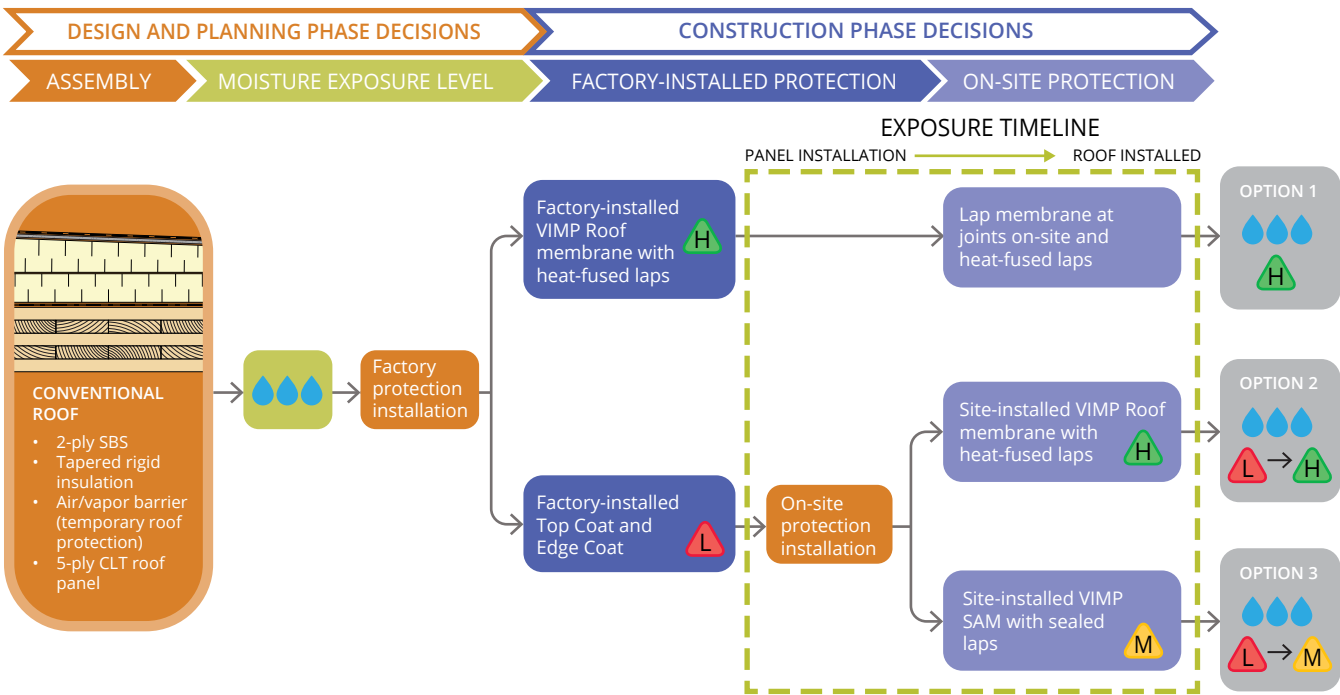 DESIGN AND PLANNING PHASE DECISIONS
CONSTRUCTION PHASE DECISIONS
ASSEMBLY
MOISTURE EXPOSURE LEVEL
FACTORY-INSTALLED PROTECTION
ON-SITE PROTECTION
EXPOSURE TIMELINE
PANEL INSTALLATION
ROOF INSTALLED
CONVENTIONAL
ROOF
• 2-ply SBS
• Tapered rigid
insulation
• Air/vapor barrier
(temporary roof
protection)
• 5-ply CLT roof
panel
Factory
protection
installation
Factory-installed
VIMP Roof
membrane with
heat-fused laps
H
Lap membrane at
joints on-site and
heat-fused laps
OPTION 1
H
Factory-installed
Top Coat and
Edge Coat
L
On-site
protection
installation
Site-installed VIMP Roof
membrane with
heat-fused laps
H
OPTION 2
L
H
Site-installed VIMP
SAM with sealed
laps
M
OPTION 3
L
M